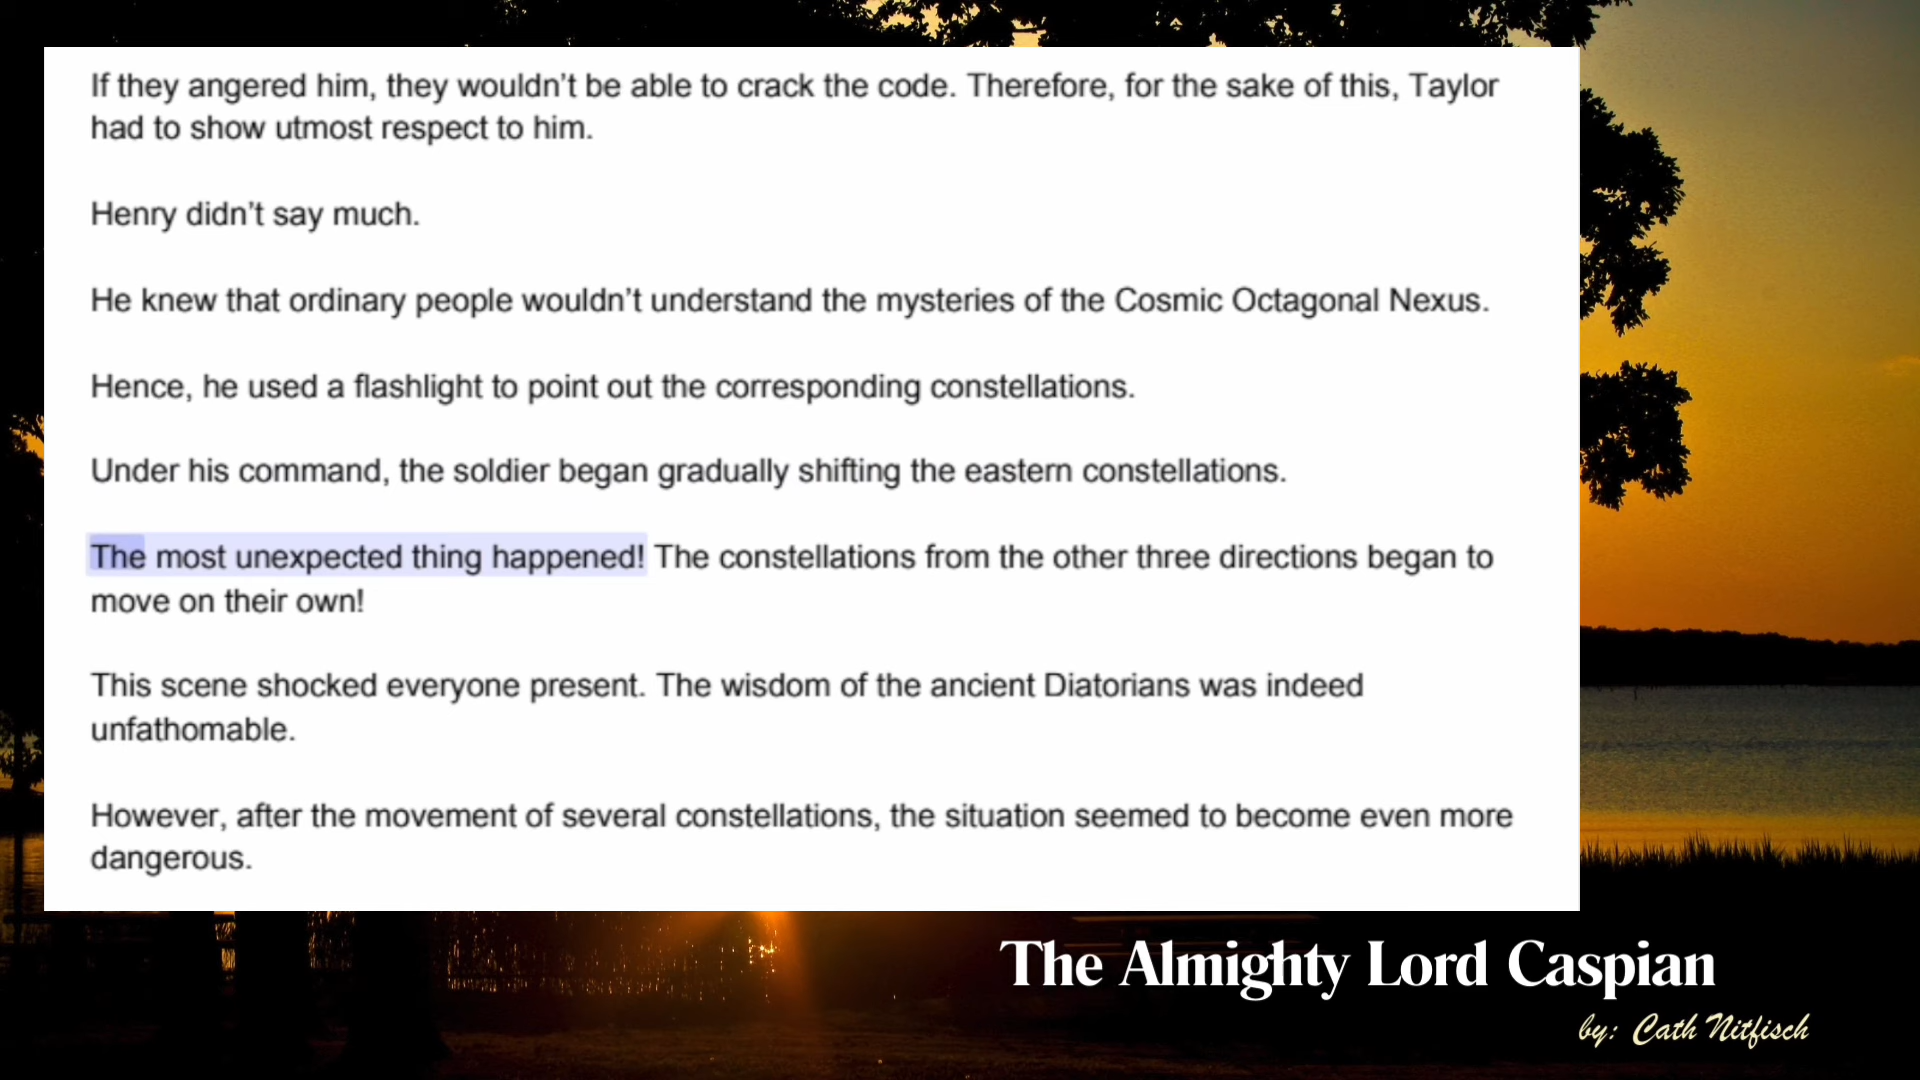 If they angered him, they wouldn’t be able to crack the code. Therefore, for the sake of this, Taylor
had to show utmost respect to him.
Henry didn’t say much.
He knew that ordinary people wouldn’t understand the mysteries of the Cosmic Octagonal Nexus.
Hence, he used a flashlight to point out the corresponding constellations.
Under his command, the soldier began gradually shifting the eastern constellations.
The most unexpected thing happened! The constellations from the other three directions began to
move on their own!
This scene shocked everyone present. The wisdom of the ancient Diatorians was indeed
unfathomable.
However, after the movement of several constellations, the situation seemed to become even more
dangerous.
The Almighty Lord Caspian
by: Cath Nitfisch